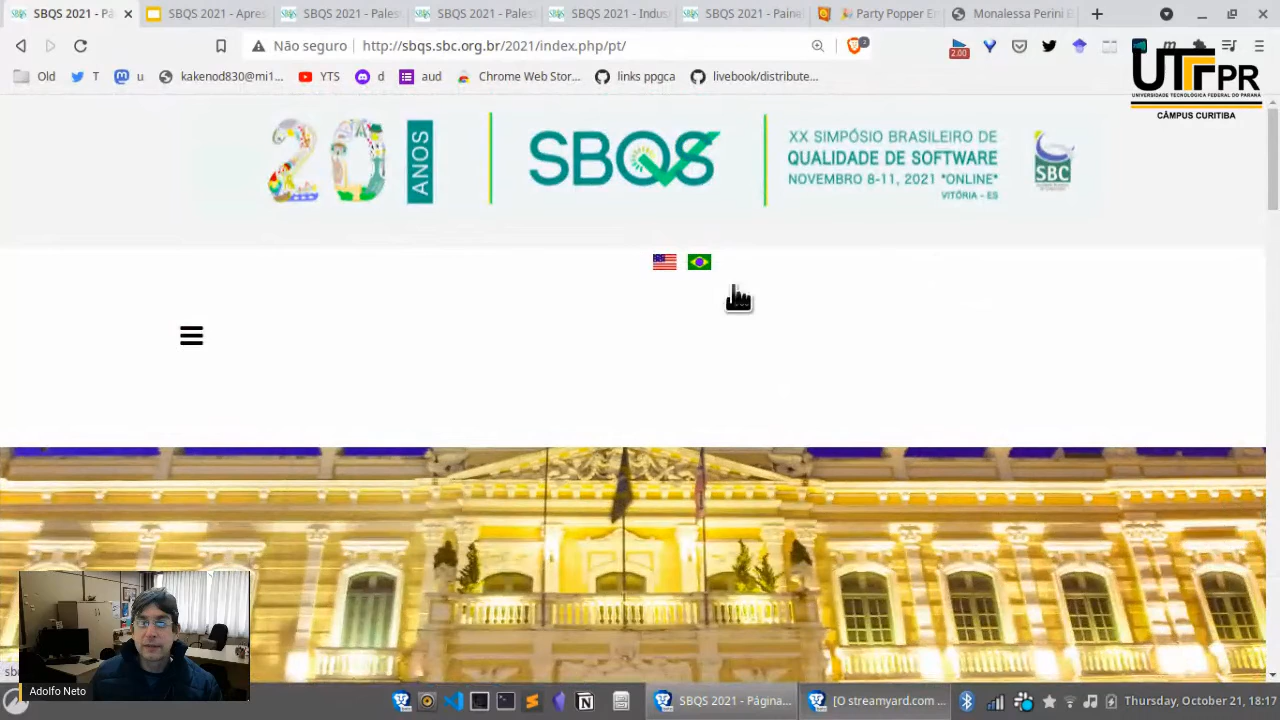 SBQS 2021 - Pá
SBQS 2021 - Apres
SBQS 2021 - Pales
SBQS 2021 - Pales
SBQS 2021 - Indus
SBQS 2021 - Paine
Party Popper E
Monalessa Perini B
Não seguro
http://sbqs.sbc.org.br/2021/index.php/pt/
2
2.00
Old
T
u
kakenod830@mi1...
YTS
d
aud
Chrome Web Stor...
links ppgca
livebook/distribute...
UTFPR
UNIVERSIDADE TECNOLÓGICA FEDERAL DO PARANÁ
CÂMPUS CURITIBA
20 ANOS
SBQS
XX SIMPÓSIO BRASILEIRO DE
QUALIDADE DE SOFTWARE
NOVEMBRO 8-11, 2021 *ONLINE*
VITÓRIA - ES
SBC
Adolfo Neto
SBQS 2021 - Página...
[O streamyard.com ...
Thursday, October 21, 18:17